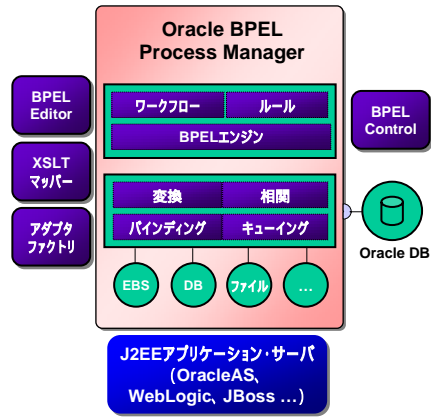 Oracle BPEL
Process Manager
BPEL
Editor
XSLT
マッパー
アダプタ
ファクトリ
ワークフロー
ルール
BPELエンジン
変換
相関
バインディング
キューイング
EBS
DB
ファイル
...
BPEL
Control
Oracle DB
J2EEアプリケーション･サーバ
（OracleAS、
WebLogic、JBoss ...）